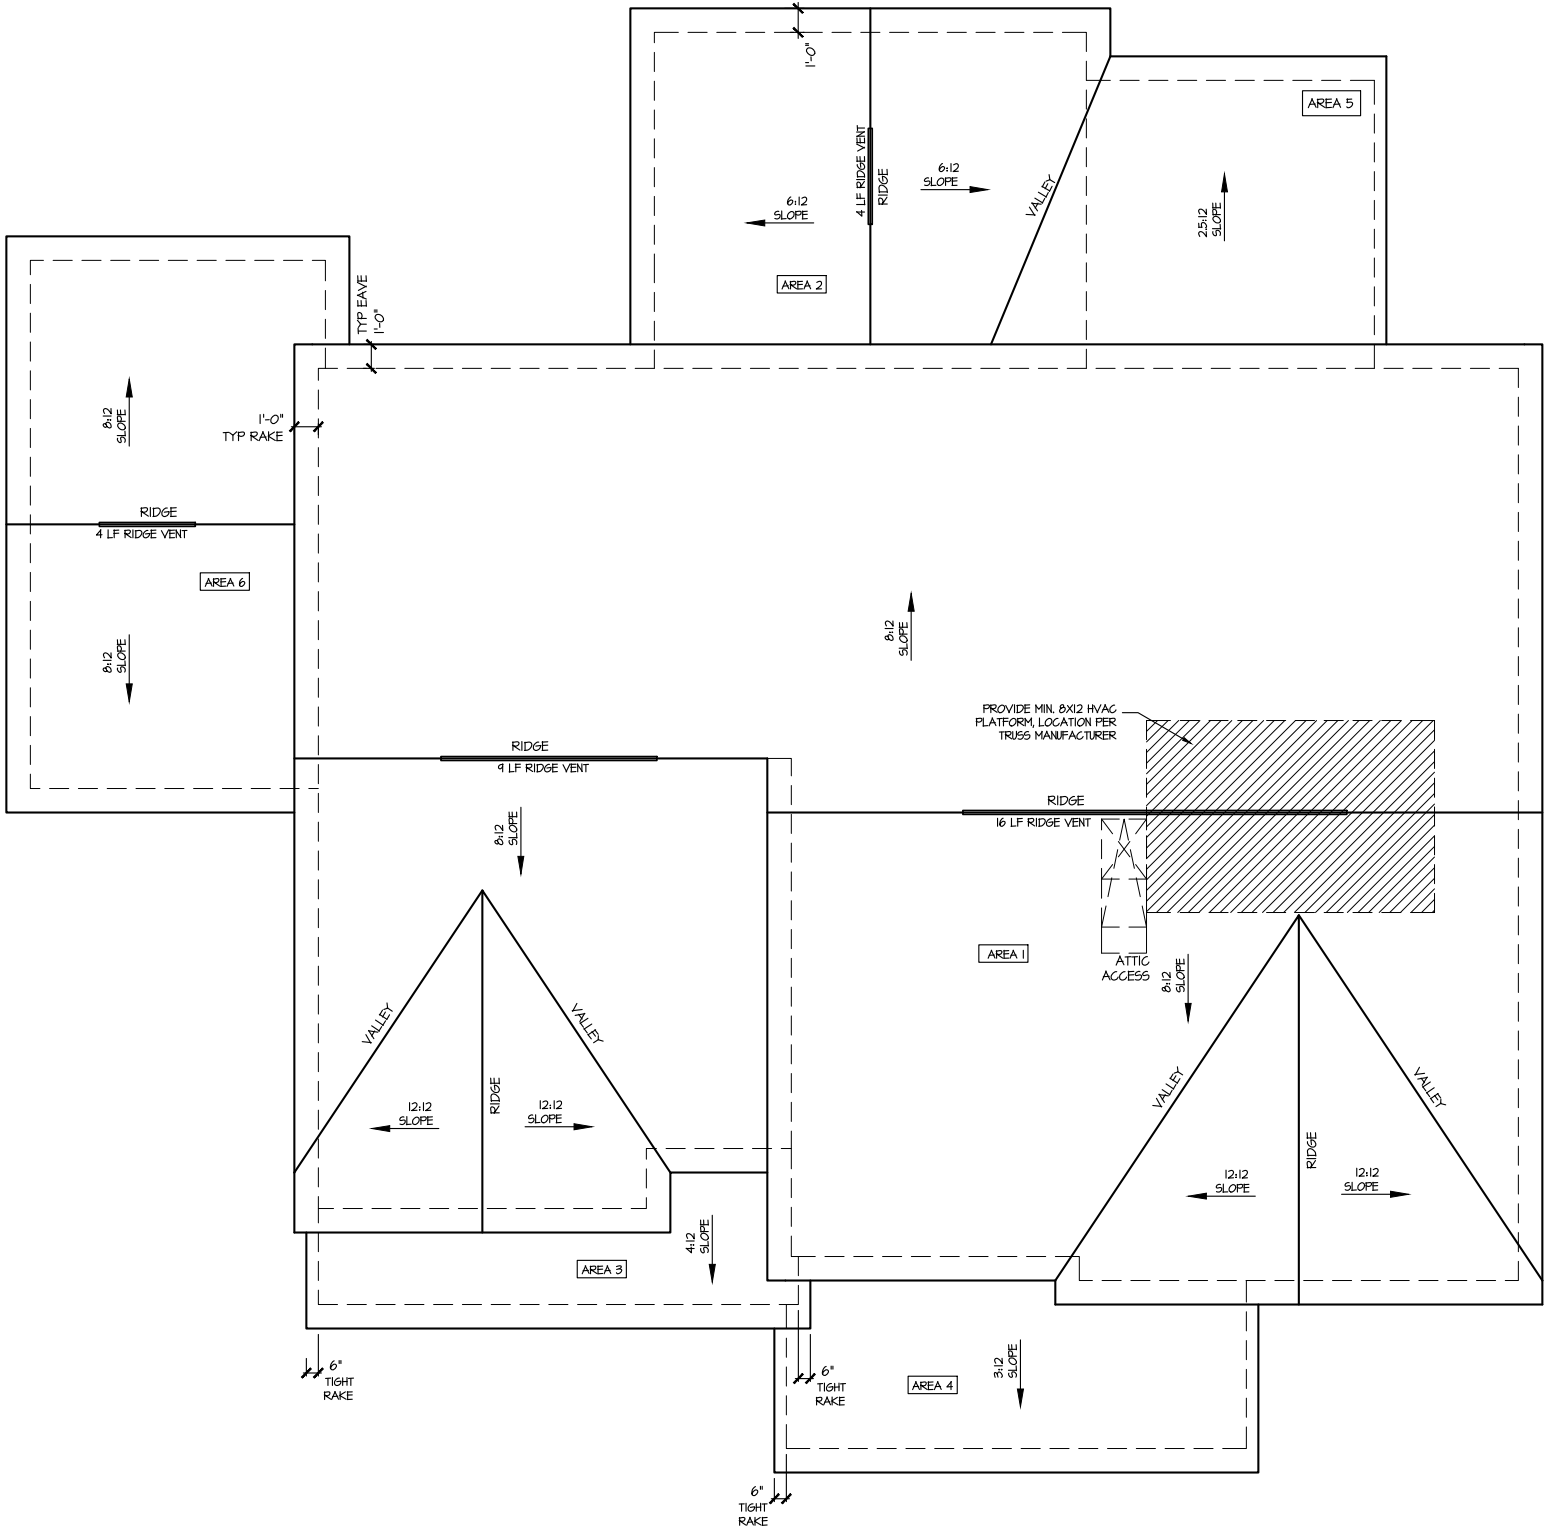 1'-0"
AREA 5
4 LF RIDGE VENT
RIDGE
6:12
SLOPE
6:12
SLOPE
VALLEY
2.5:12
SLOPE
AREA 2
TYP EAVE
1'-0"
8:12
SLOPE
1'-0"
TYP RAKE
RIDGE
4 LF RIDGE VENT
AREA 6
8:12
SLOPE
8:12
SLOPE
PROVIDE MIN. 8X12 HVAC
PLATFORM, LOCATION PER
TRUSS MANUFACTURER
RIDGE
9 LF RIDGE VENT
RIDGE
16 LF RIDGE VENT
8:12
SLOPE
AREA 1
ATTIC
ACCESS
8:12
SLOPE
VALLEY
VALLEY
RIDGE
12:12
SLOPE
12:12
SLOPE
VALLEY
VALLEY
RIDGE
12:12
SLOPE
12:12
SLOPE
4:12
SLOPE
AREA 3
6"
TIGHT
RAKE
6"
TIGHT
RAKE
AREA 4
3:12
SLOPE
6"
TIGHT
RAKE